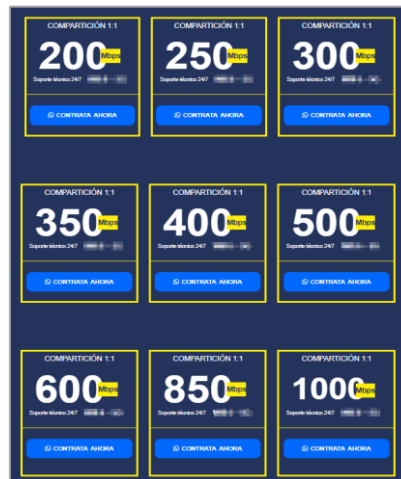 COMPARTICIÓN 1:1
200 Mbps
Soporte técnico 24/7
CONTRATA AHORA
COMPARTICIÓN 1:1
250 Mbps
Soporte técnico 24/7
CONTRATA AHORA
COMPARTICIÓN 1:1
300 Mbps
Soporte técnico 24/7
CONTRATA AHORA
COMPARTICIÓN 1:1
350 Mbps
Soporte técnico 24/7
CONTRATA AHORA
COMPARTICIÓN 1:1
400 Mbps
Soporte técnico 24/7
CONTRATA AHORA
COMPARTICIÓN 1:1
500 Mbps
Soporte técnico 24/7
CONTRATA AHORA
COMPARTICIÓN 1:1
600 Mbps
Soporte técnico 24/7
CONTRATA AHORA
COMPARTICIÓN 1:1
850 Mbps
Soporte técnico 24/7
CONTRATA AHORA
COMPARTICIÓN 1:1
1000 Mbps
Soporte técnico 24/7
CONTRATA AHORA